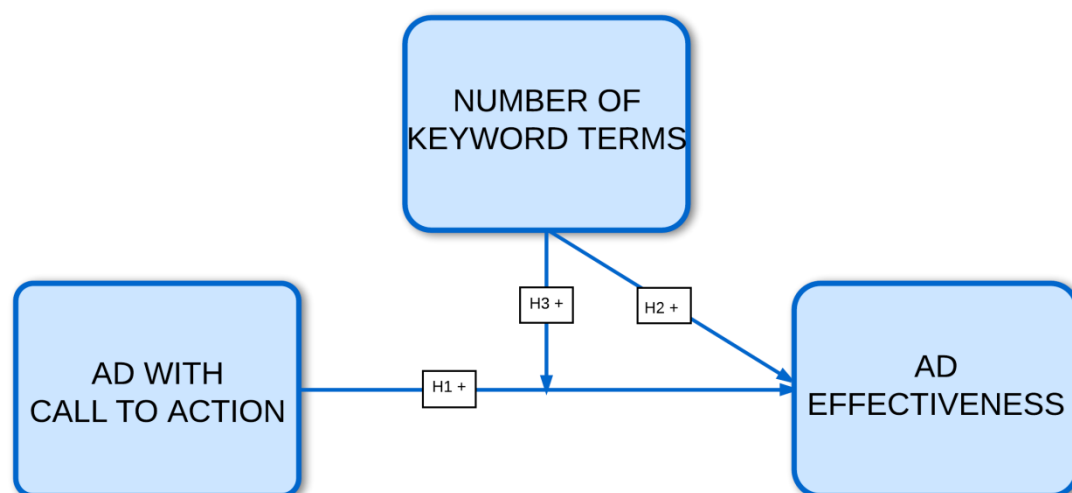 NUMBER OF
KEYWORD TERMS
H3 +
H2 +
H1 +
AD WITH
CALL TO ACTION
AD
EFFECTIVENESS